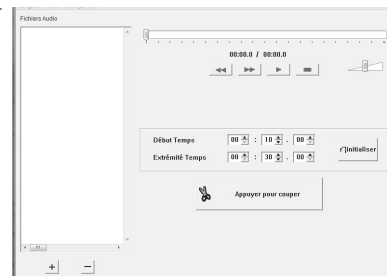 Fichiers Audio
00:00.0 / 00:00.0
Début Temps 00 : 10 . 00
Extrémité Temps 00 : 30 . 00
r˜|initialiser
Appuyer pour couper
+ −